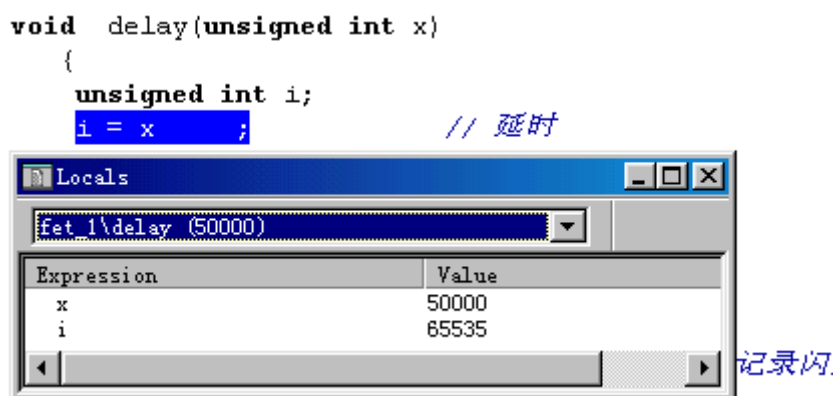 void delay(unsigned int x)
{
unsigned int i;
i = x ; // 延时
Locals
fet_1\delay (50000)
Expression Value
x 50000
i 65535
记录闪